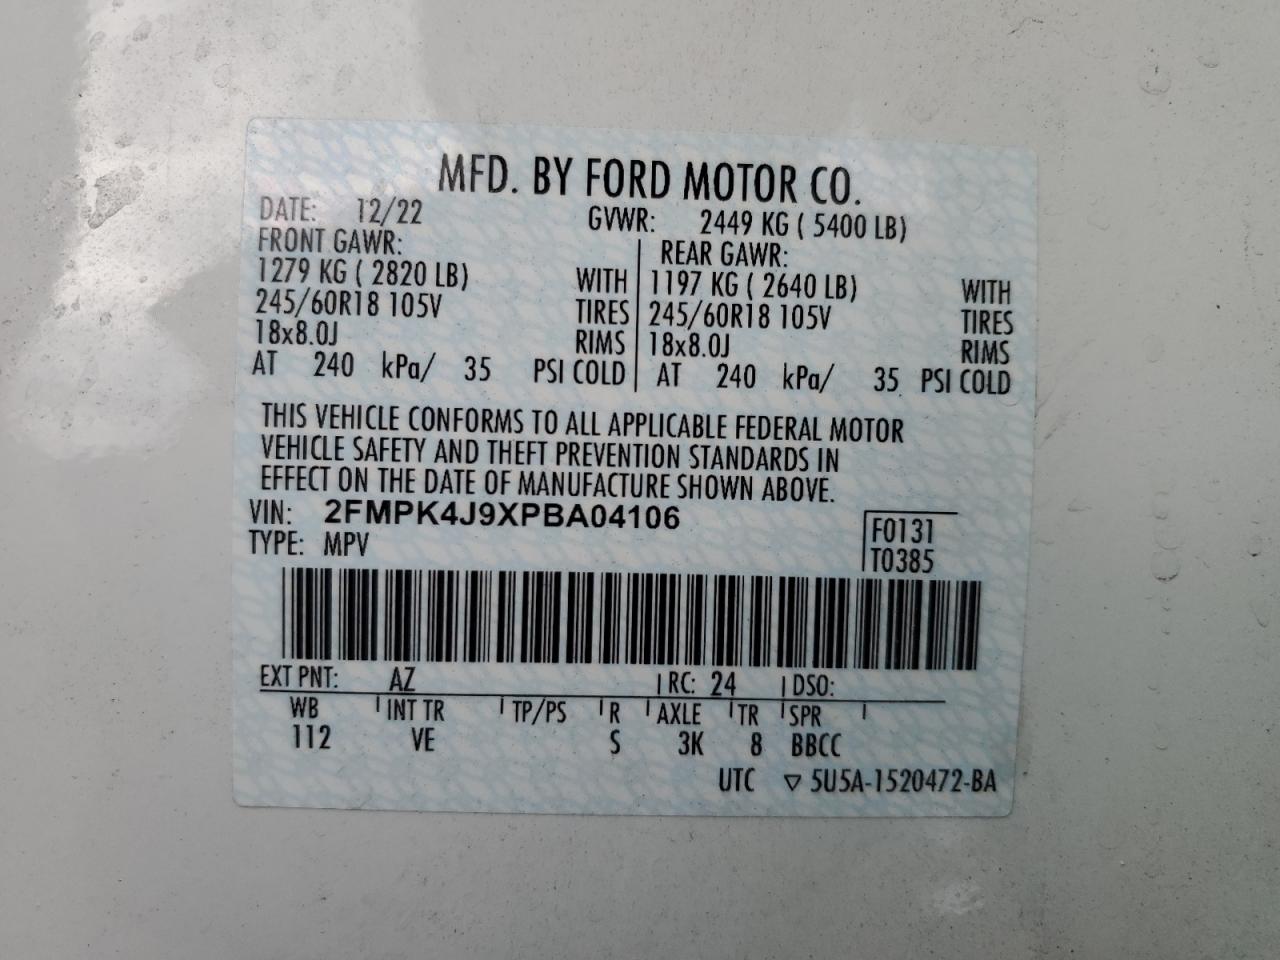 MFD. BY FORD MOTOR CO.
DATE: 12/22 GVWR: 2449 KG ( 5400 LB)
FRONT GAWR: REAR GAWR:
1279 KG ( 2820 LB) WITH 1197 KG ( 2640 LB) WITH
245/60R18 105V TIRES 245/60R18 105V TIRES
18x8.0J RIMS 18x8.0J RIMS
AT 240 kPa/ 35 PSI COLD AT 240 kPa/ 35 PSI COLD
THIS VEHICLE CONFORMS TO ALL APPLICABLE FEDERAL MOTOR
VEHICLE SAFETY AND THEFT PREVENTION STANDARDS IN
EFFECT ON THE DATE OF MANUFACTURE SHOWN ABOVE.
VIN: 2FMPK4J9XPBA04106 F0131
TYPE: MPV T0385
EXT PNT: AZ RC: 24 DSO:
WB INT TR TP/PS R AXLE TR SPR
112 VE S 3K 8 BBCC
UTC ▽ 5U5A-1520472-BA